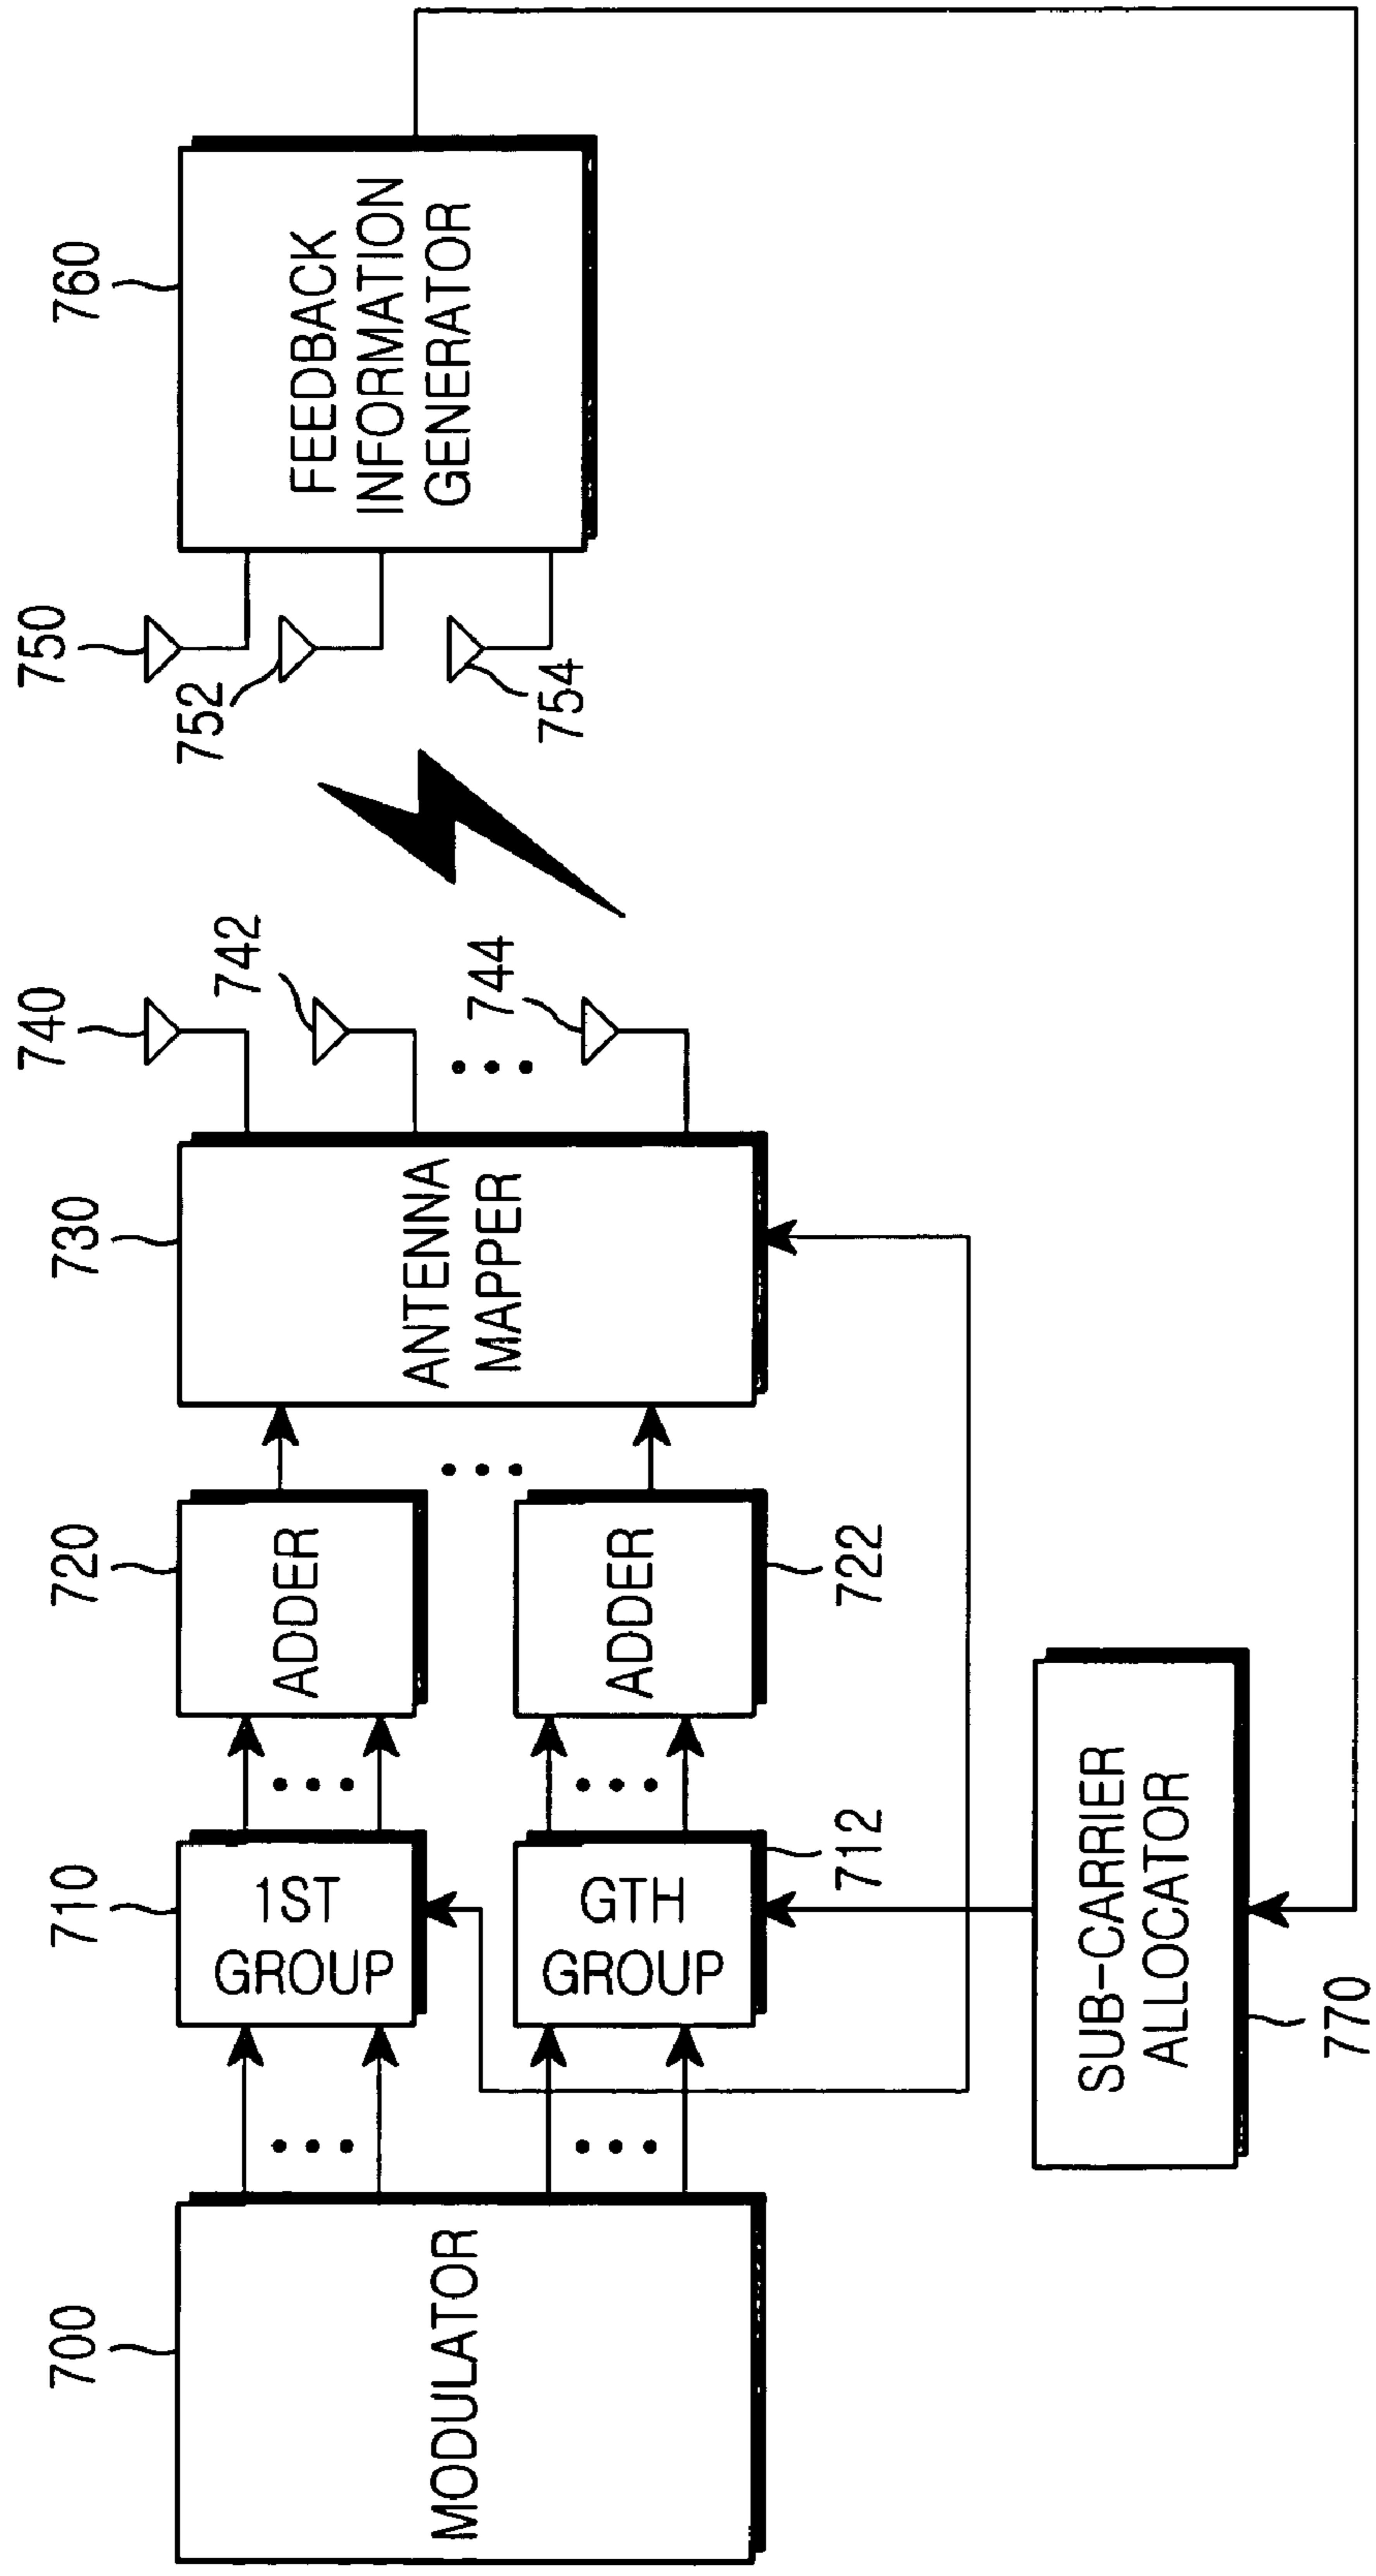 700
MODULATOR
710
1ST
GROUP
GTH
GROUP
712
720
ADDER
ADDER
722
730
ANTENNA
MAPPER
740
742
744
750
752
754
760
FEEDBACK
INFORMATION
GENERATOR
SUB-CARRIER
ALLOCATOR
770